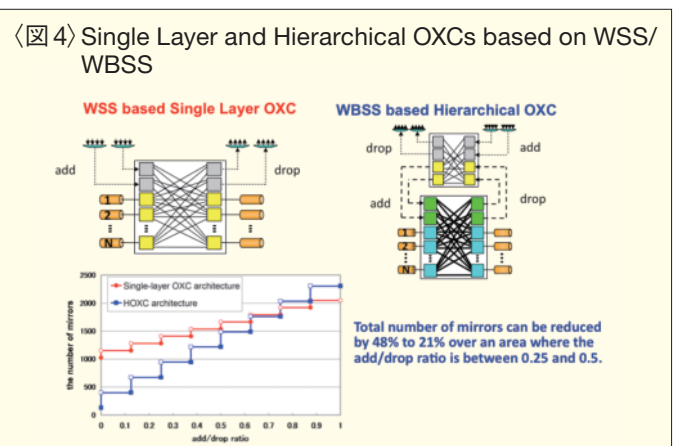 〈図4〉Single Layer and Hierarchical OXCs based on WSS/
WBSS
WSS based Single Layer OXC
WBSS based Hierarchical OXC
add
drop
1
2
N
drop
add
add
drop
1
2
N
2500
2000
1500
1000
500
0
the number of mirrors
Single-layer OXC architecture
HOXC architecture
0 0.1 0.2 0.3 0.4 0.5 0.6 0.7 0.8 0.9 1
add/drop ratio
Total number of mirrors can be reduced
by 48% to 21% over an area where the
add/drop ratio is between 0.25 and 0.5.